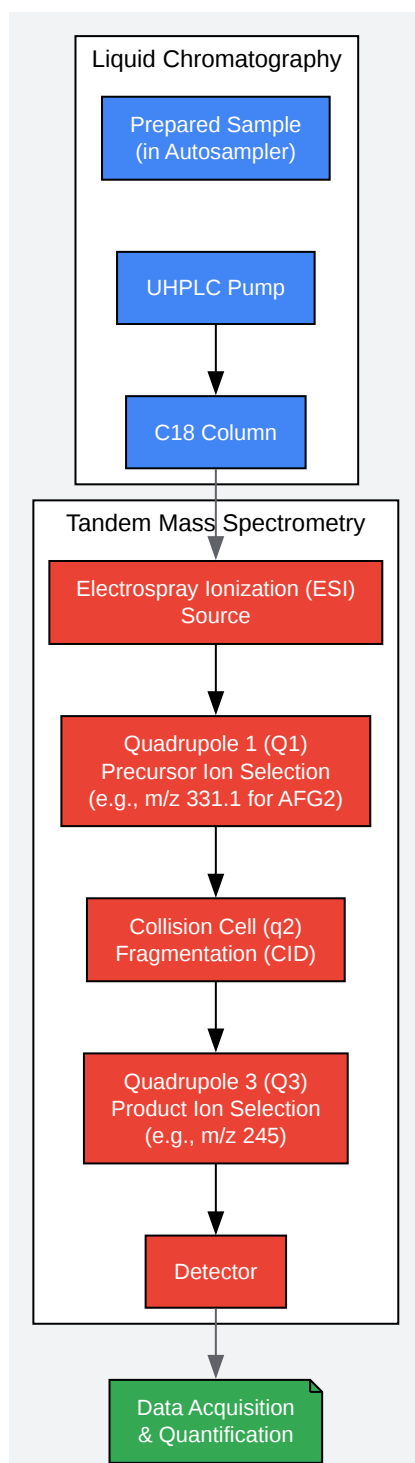 Liquid Chromatography
Prepared Sample
(in Autosampler)
UHPLC Pump
C18 Column
Tandem Mass Spectrometry
Electrospray Ionization (ESI)
Source
Quadrupole 1 (Q1)
Precursor Ion Selection
(e.g., m/z 331.1 for AFG2)
Collision Cell (q2)
Fragmentation (CID)
Quadrupole 3 (Q3)
Product Ion Selection
(e.g., m/z 245)
Detector
Data Acquisition
& Quantification